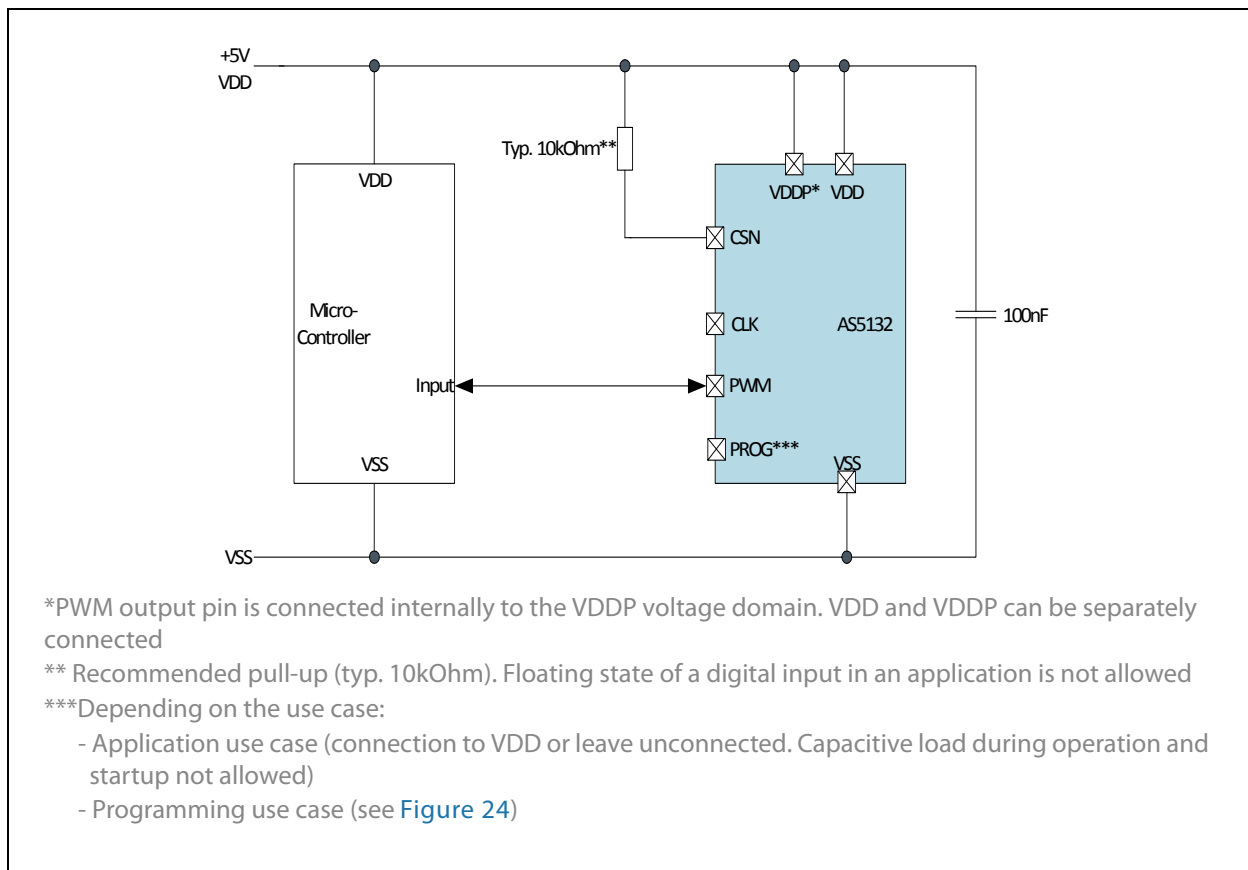 +5V
VDD
Typ. 10kOhm**
VDD
VDDP* VDD
CSN
Micro-
Controller
CLK
AS5132
100nF
Input
PWM
PROG***
VSS
VSS
VSS
*PWM output pin is connected internally to the VDDP voltage domain. VDD and VDDP can be separately
connected
** Recommended pull-up (typ. 10kOhm). Floating state of a digital input in an application is not allowed
***Depending on the use case:
- Application use case (connection to VDD or leave unconnected. Capacitive load during operation and
startup not allowed)
- Programming use case (see Figure 24)